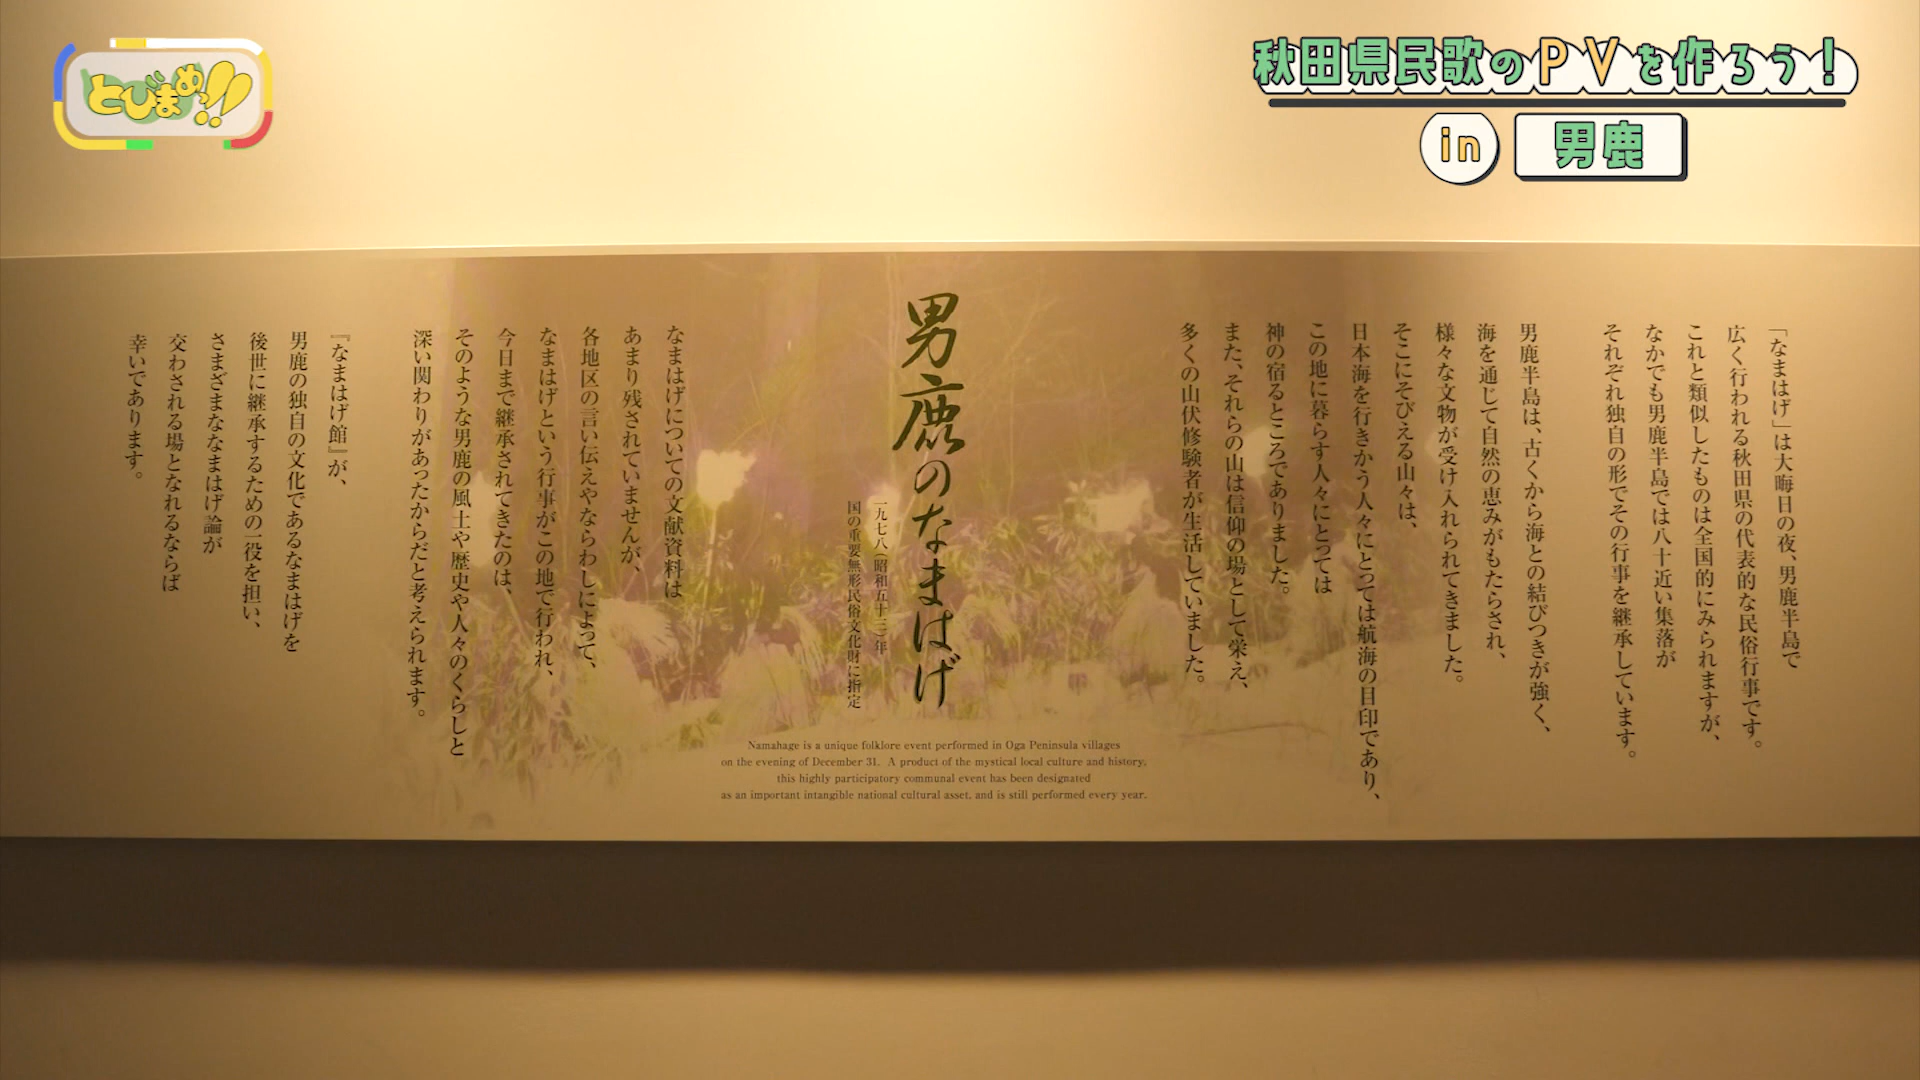 とびまめっ!!
秋田県民歌のPVを作ろう!
in
男鹿
「なまはげ」は大晦日の夜、男鹿半島で
広く行われる秋田県の代表的な民俗行事です。
これと類似したものは全国的にみられますが、
なかでも男鹿半島では八十近い集落が
それぞれ独自の形でその行事を継承しています。
男鹿半島は、古くから海との結びつきが強く、
海を通じて自然の恵みがもたらされ、
様々な文物が受け入れられてきました。
そこにそびえる山々は、
日本海を行きかう人々にとっては航海の目印であり、
この地に暮らす人々にとっては
神の宿るところでありました。
また、それらの山は信仰の場として栄え、
多くの山伏修験者が生活していました。
男鹿のなまはげ
一九七八(昭和五十三)年
国の重要無形民俗文化財に指定
Namahage is a unique folklore event performed in Oga Peninsula villages
on the evening of December 31. A product of the mystical local culture and history,
this highly participatory communal event has been designated
as an important intangible national cultural asset, and is still performed every year.
なまはげについての文献資料は
あまり残されていませんが、
各地区の言い伝えやならわしによって、
なまはげという行事がこの地で行われ、
今日まで継承されてきたのは、
そのような男鹿の風土や歴史や人々のくらしと
深い関わりがあったからだと考えられます。
『なまはげ館』が、
男鹿の独自の文化であるなまはげを
後世に継承するための一役を担い、
さまざまななまはげ論が
交わされる場となれるならば
幸いであります。